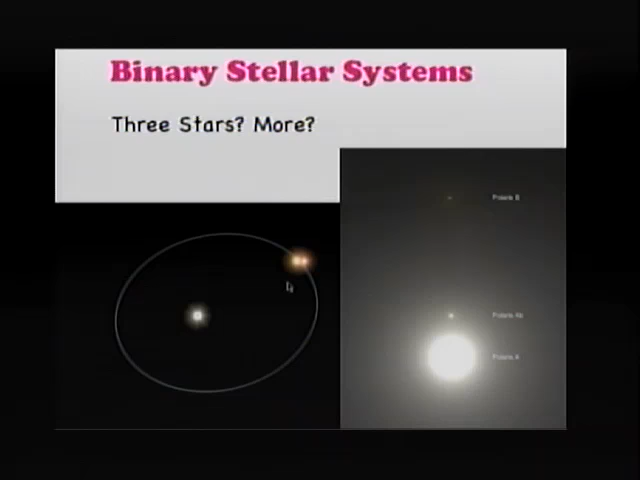 Binary Stellar Systems
Three Stars? More?
Polaris B
Polaris Ab
Polaris A